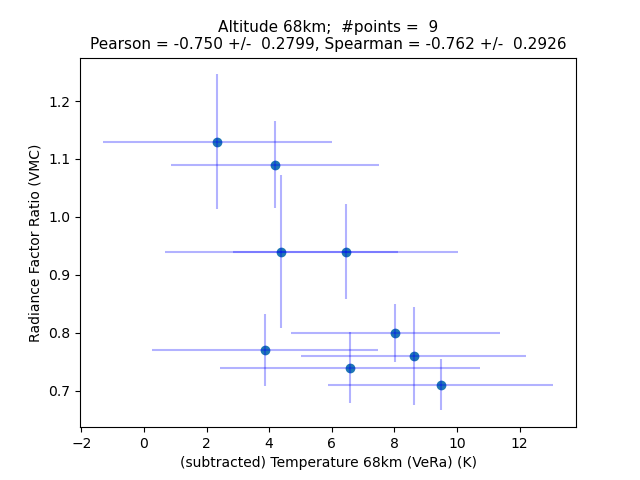 Altitude 68km;  #points =  9
Pearson = -0.750 +/-  0.2799, Spearman = -0.762 +/-  0.2926
1.2
1.1
1.0
0.9
0.8
0.7
Radiance Factor Ratio (VMC)
−2 0 2 4 6 8 10 12
(subtracted) Temperature 68km (VeRa) (K)